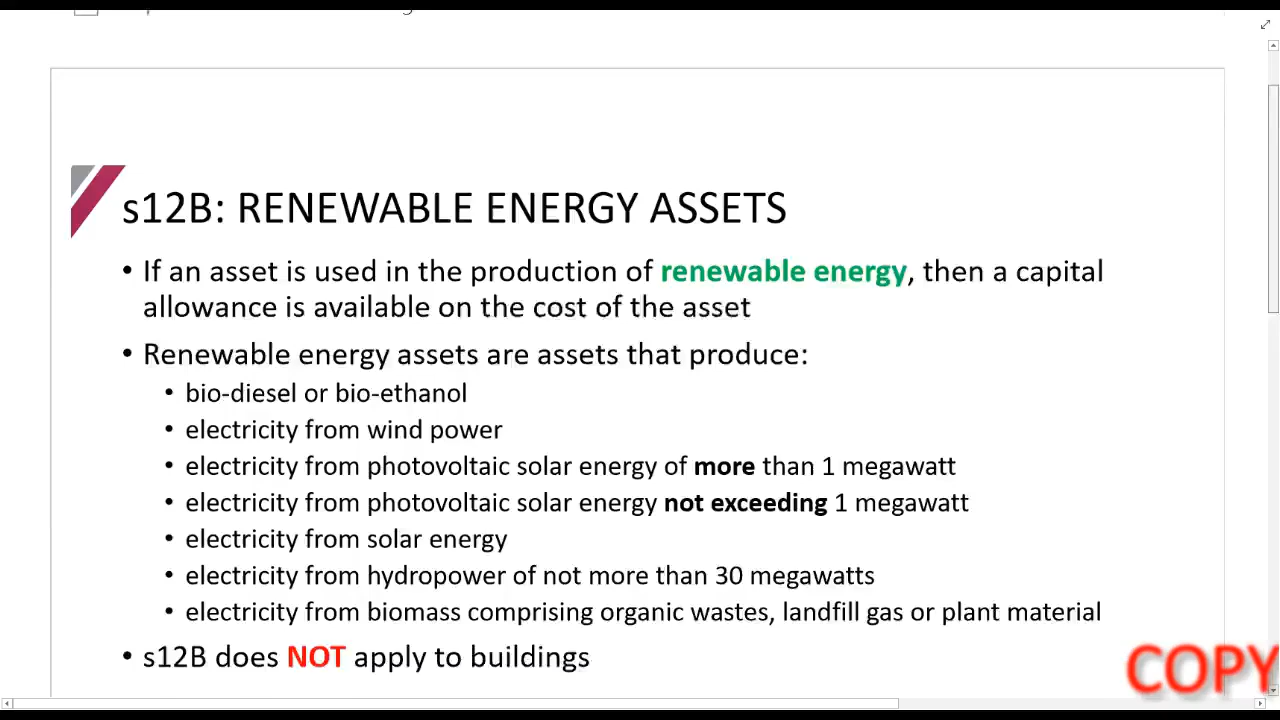 s12B: RENEWABLE ENERGY ASSETS
• If an asset is used in the production of renewable energy, then a capital
allowance is available on the cost of the asset
• Renewable energy assets are assets that produce:
• bio-diesel or bio-ethanol
• electricity from wind power
• electricity from photovoltaic solar energy of more than 1 megawatt
• electricity from photovoltaic solar energy not exceeding 1 megawatt
• electricity from solar energy
• electricity from hydropower of not more than 30 megawatts
• electricity from biomass comprising organic wastes, landfill gas or plant material
• s12B does NOT apply to buildings
COPY